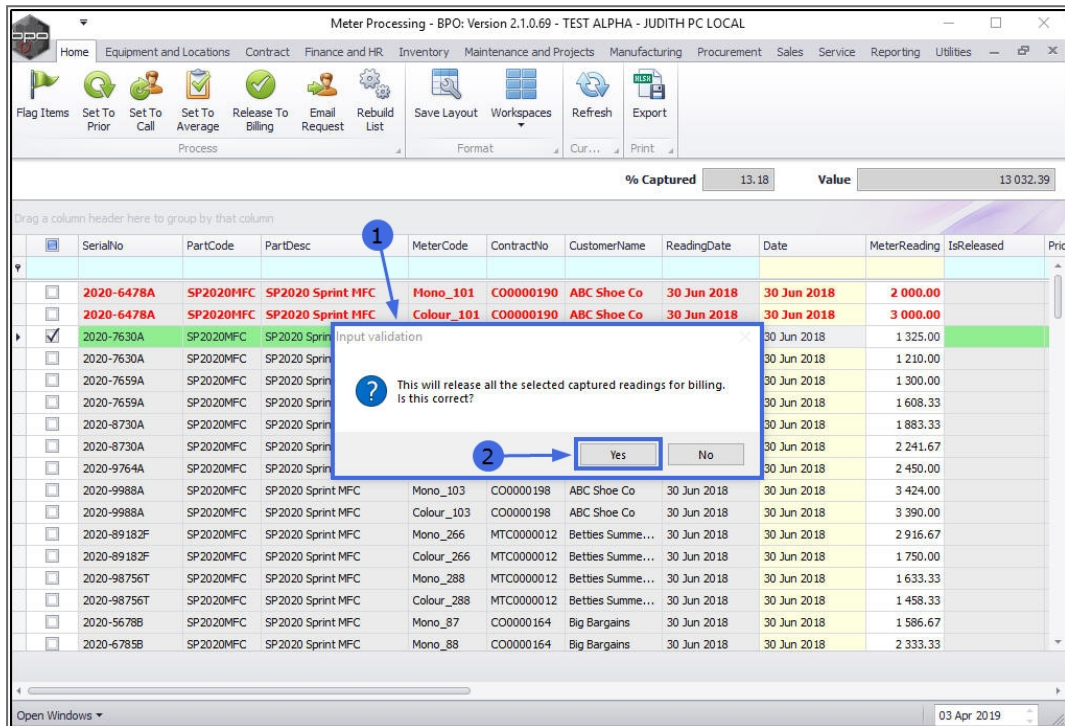 bpo
Meter Processing - BPO: Version 2.1.0.69 - TEST ALPHA - JUDITH PC LOCAL
Home Equipment and Locations Contract Finance and HR Inventory Maintenance and Projects Manufacturing Procurement Sales Service Reporting Utilities
Flag Items Set To Prior Set To Call Set To Average Release To Billing Email Request Rebuild List Save Layout Workspaces Refresh Export
XLSX
Process Format Cur... Print
% Captured 13.18 Value 13 032.39
Drag a column header here to group by that column
SerialNo PartCode PartDesc MeterCode ContractNo CustomerName ReadingDate Date MeterReading IsReleased Pric
1
2020-6478A SP2020MFC SP2020 Sprint MFC Mono_101 CO0000190 ABC Shoe Co 30 Jun 2018 30 Jun 2018 2 000.00
2020-6478A SP2020MFC SP2020 Sprint MFC Colour_101 CO0000190 ABC Shoe Co 30 Jun 2018 30 Jun 2018 3 000.00
2020-7630A SP2020MFC SP2020 Sprin 30 Jun 2018 1 325.00
2020-7630A SP2020MFC SP2020 Sprin 30 Jun 2018 1 210.00
2020-7659A SP2020MFC SP2020 Sprin 30 Jun 2018 1 300.00
2020-7659A SP2020MFC SP2020 Sprin 30 Jun 2018 1 608.33
2020-8730A SP2020MFC SP2020 Sprin 30 Jun 2018 1 883.33
2020-8730A SP2020MFC SP2020 Sprin 30 Jun 2018 2 241.67
2020-9764A SP2020MFC SP2020 Sprin 30 Jun 2018 2 450.00
Input validation
This will release all the selected captured readings for billing.
Is this correct?
2 Yes No
2020-9988A SP2020MFC SP2020 Sprint MFC Mono_103 CO0000198 ABC Shoe Co 30 Jun 2018 30 Jun 2018 3 424.00
2020-9988A SP2020MFC SP2020 Sprint MFC Colour_103 CO0000198 ABC Shoe Co 30 Jun 2018 30 Jun 2018 3 390.00
2020-89182F SP2020MFC SP2020 Sprint MFC Mono_266 MTC0000012 Betties Summe... 30 Jun 2018 30 Jun 2018 2 916.67
2020-89182F SP2020MFC SP2020 Sprint MFC Colour_266 MTC0000012 Betties Summe... 30 Jun 2018 30 Jun 2018 1 750.00
2020-98756T SP2020MFC SP2020 Sprint MFC Mono_288 MTC0000012 Betties Summe... 30 Jun 2018 30 Jun 2018 1 633.33
2020-98756T SP2020MFC SP2020 Sprint MFC Colour_288 MTC0000012 Betties Summe... 30 Jun 2018 30 Jun 2018 1 458.33
2020-5678B SP2020MFC SP2020 Sprint MFC Mono_87 CO0000164 Big Bargains 30 Jun 2018 30 Jun 2018 1 586.67
2020-6785B SP2020MFC SP2020 Sprint MFC Mono_88 CO0000164 Big Bargains 30 Jun 2018 30 Jun 2018 2 333.33
Open Windows 03 Apr 2019